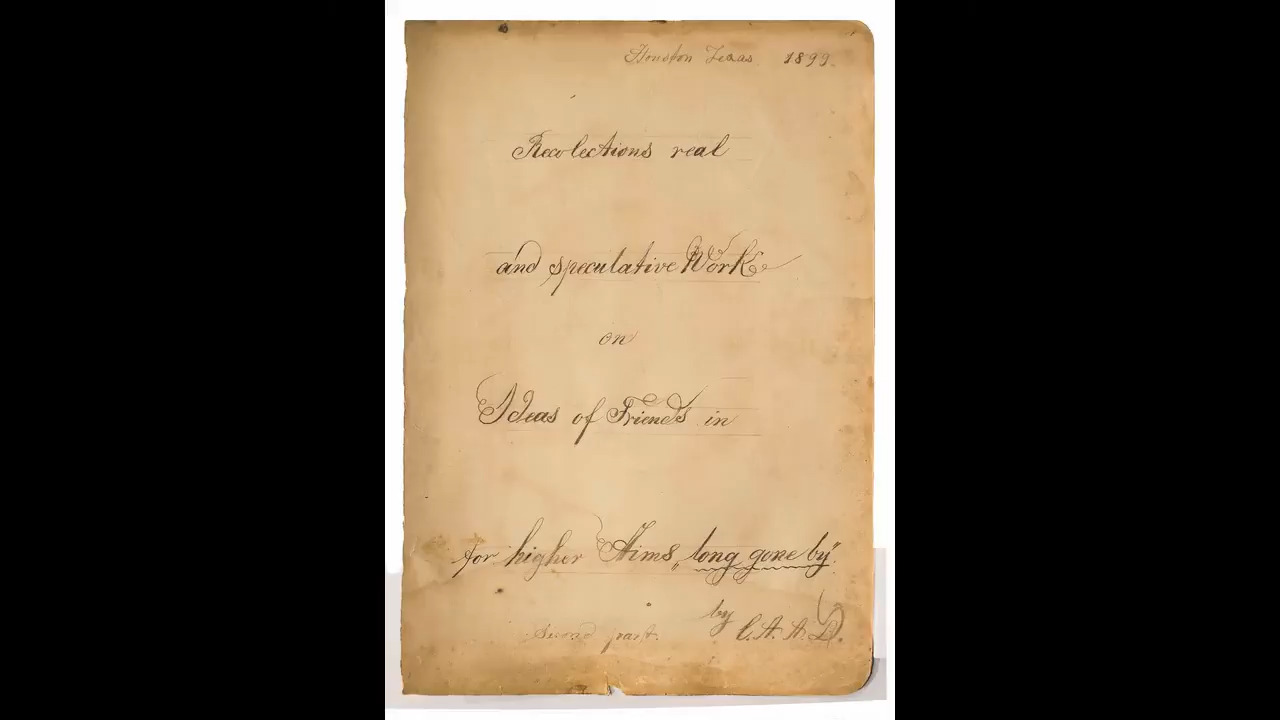 Houston Texas 1899.
Recolections real
and speculative Work
on
Ideas of Friends in
for higher Aims „long gone by"
by
Second part. C. A. A. D.